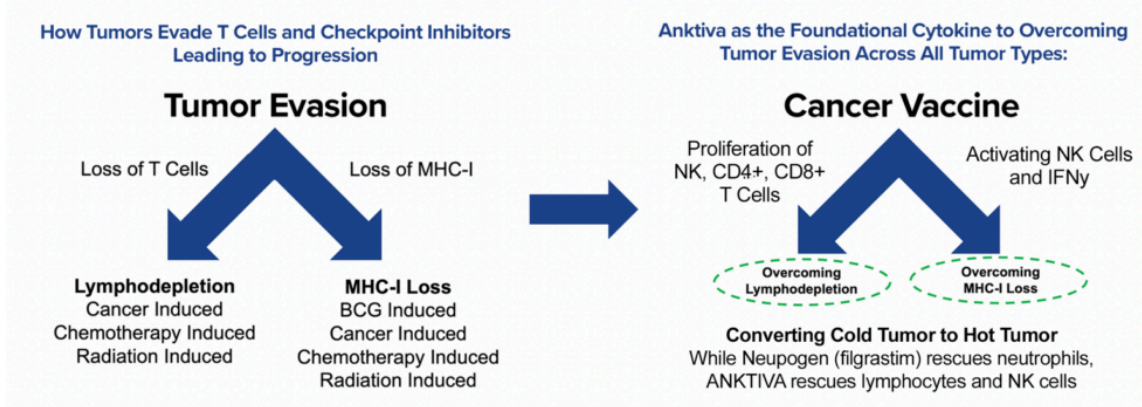 How Tumors Evade T Cells and Checkpoint Inhibitors
Leading to Progression
Tumor Evasion
Loss of T Cells
Loss of MHC-I
Lymphodepletion
Cancer Induced
Chemotherapy Induced
Radiation Induced
MHC-I Loss
BCG Induced
Cancer Induced
Chemotherapy Induced
Radiation Induced
Anktiva as the Foundational Cytokine to Overcoming
Tumor Evasion Across All Tumor Types:
Cancer Vaccine
Proliferation of
NK, CD4+, CD8+
T Cells
Activating NK Cells
and IFNy
Overcoming
Lymphodepletion
Overcoming
MHC-I Loss
Converting Cold Tumor to Hot Tumor
While Neupogen (filgrastim) rescues neutrophils,
ANKTIVA rescues lymphocytes and NK cells